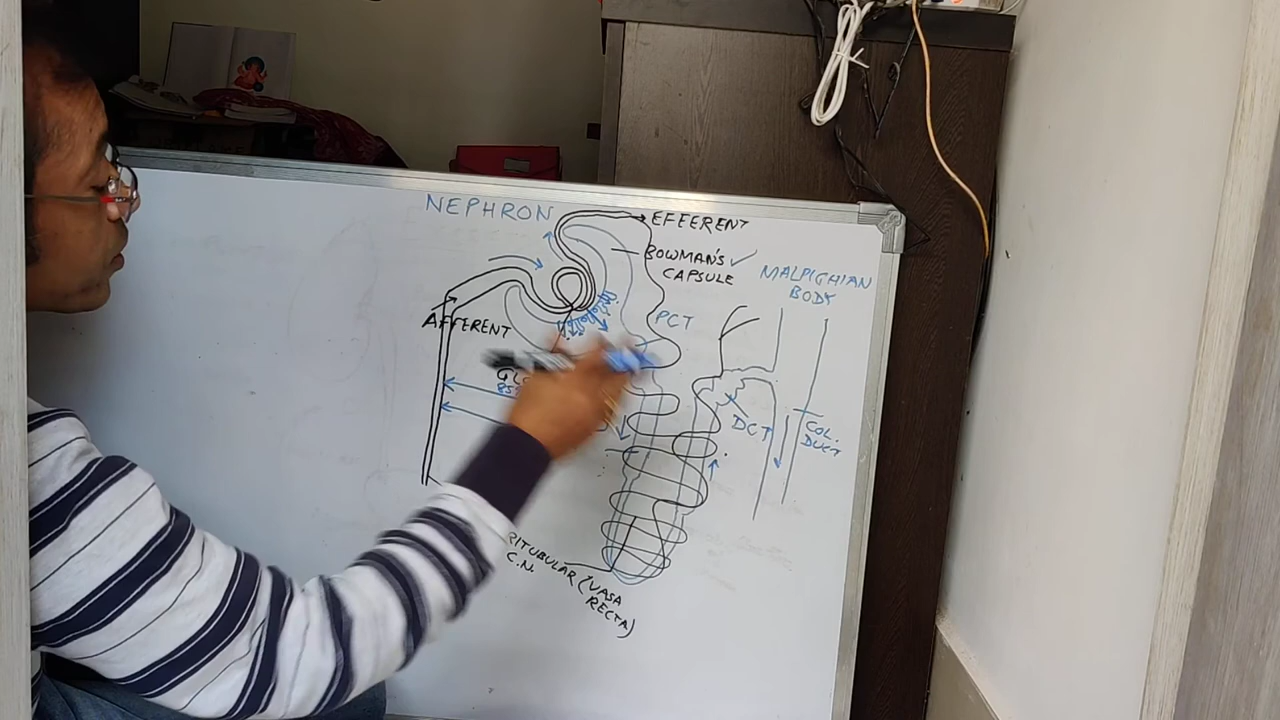 NEPHRON
EFFERENT
BOWMAN'S ✓
CAPSULE
MALPIGHIAN
BODY
AFFERENT
PCT
DCT
COL.
DUCT
RITUBULAR (VASA
RECTA)
C.N.